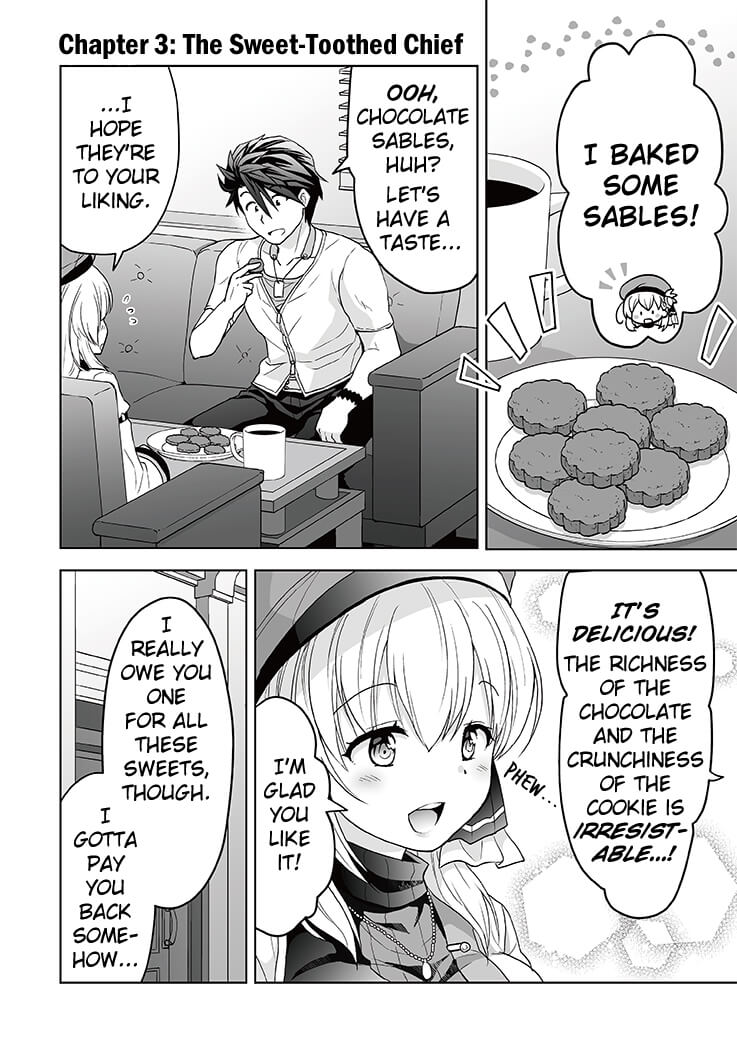 Chapter 3: The Sweet-Toothed Chief
I BAKED
SOME
SABLES!
OOH,
CHOCOLATE
SABLES,
HUH?
LET'S
HAVE A
TASTE...
...I
HOPE
THEY'RE
TO YOUR
LIKING.
IT'S
DELICIOUS!
THE RICHNESS
OF THE
CHOCOLATE
AND THE
CRUNCHINESS
OF THE
COOKIE IS
IRRESIST-
ABLE...!
PHEW...
I'M
GLAD
YOU
LIKE
IT!
I
REALLY
OWE YOU
ONE
FOR ALL
THESE
SWEETS,
THOUGH.
I
GOTTA
PAY
YOU
BACK
SOME-
HOW...